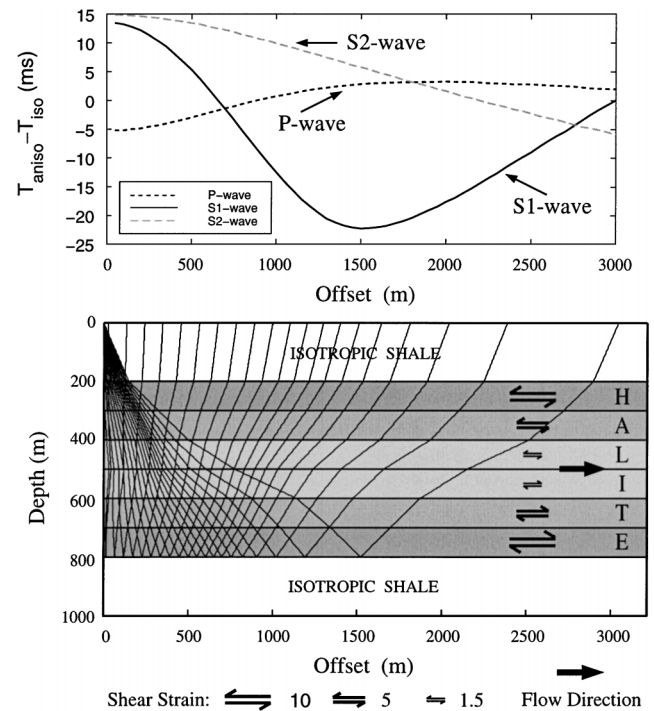 15
10
5
0
−5
−10
−15
−20
−25
T aniso − T iso (ms)
S2-wave
P-wave
S1-wave
P-wave
S1-wave
S2-wave
0 500 1000 1500 2000 2500 3000
Offset (m)
0
200
400
600
800
1000
Depth (m)
ISOTROPIC SHALE
H
A
L
I
T
E
ISOTROPIC SHALE
0 500 1000 1500 2000 2500 3000
Offset (m)
Shear Strain: 10 5 1.5 Flow Direction